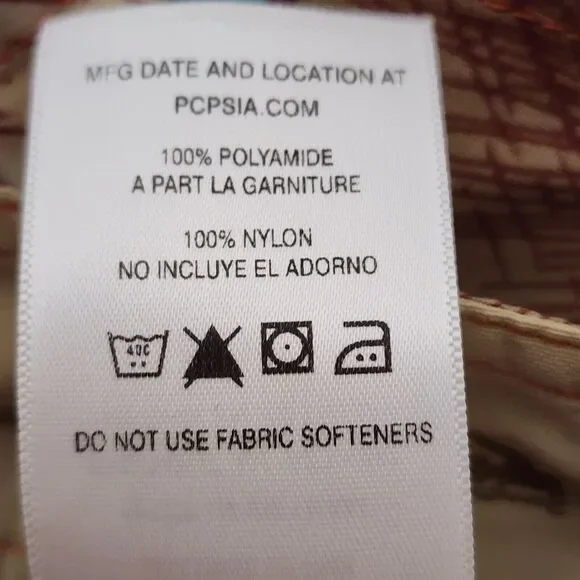 MFG DATE AND LOCATION AT
PCPSIA.COM
100% POLYAMIDE
A PART LA GARNITURE
100% NYLON
NO INCLUYE EL ADORNO
40C
DO NOT USE FABRIC SOFTENERS